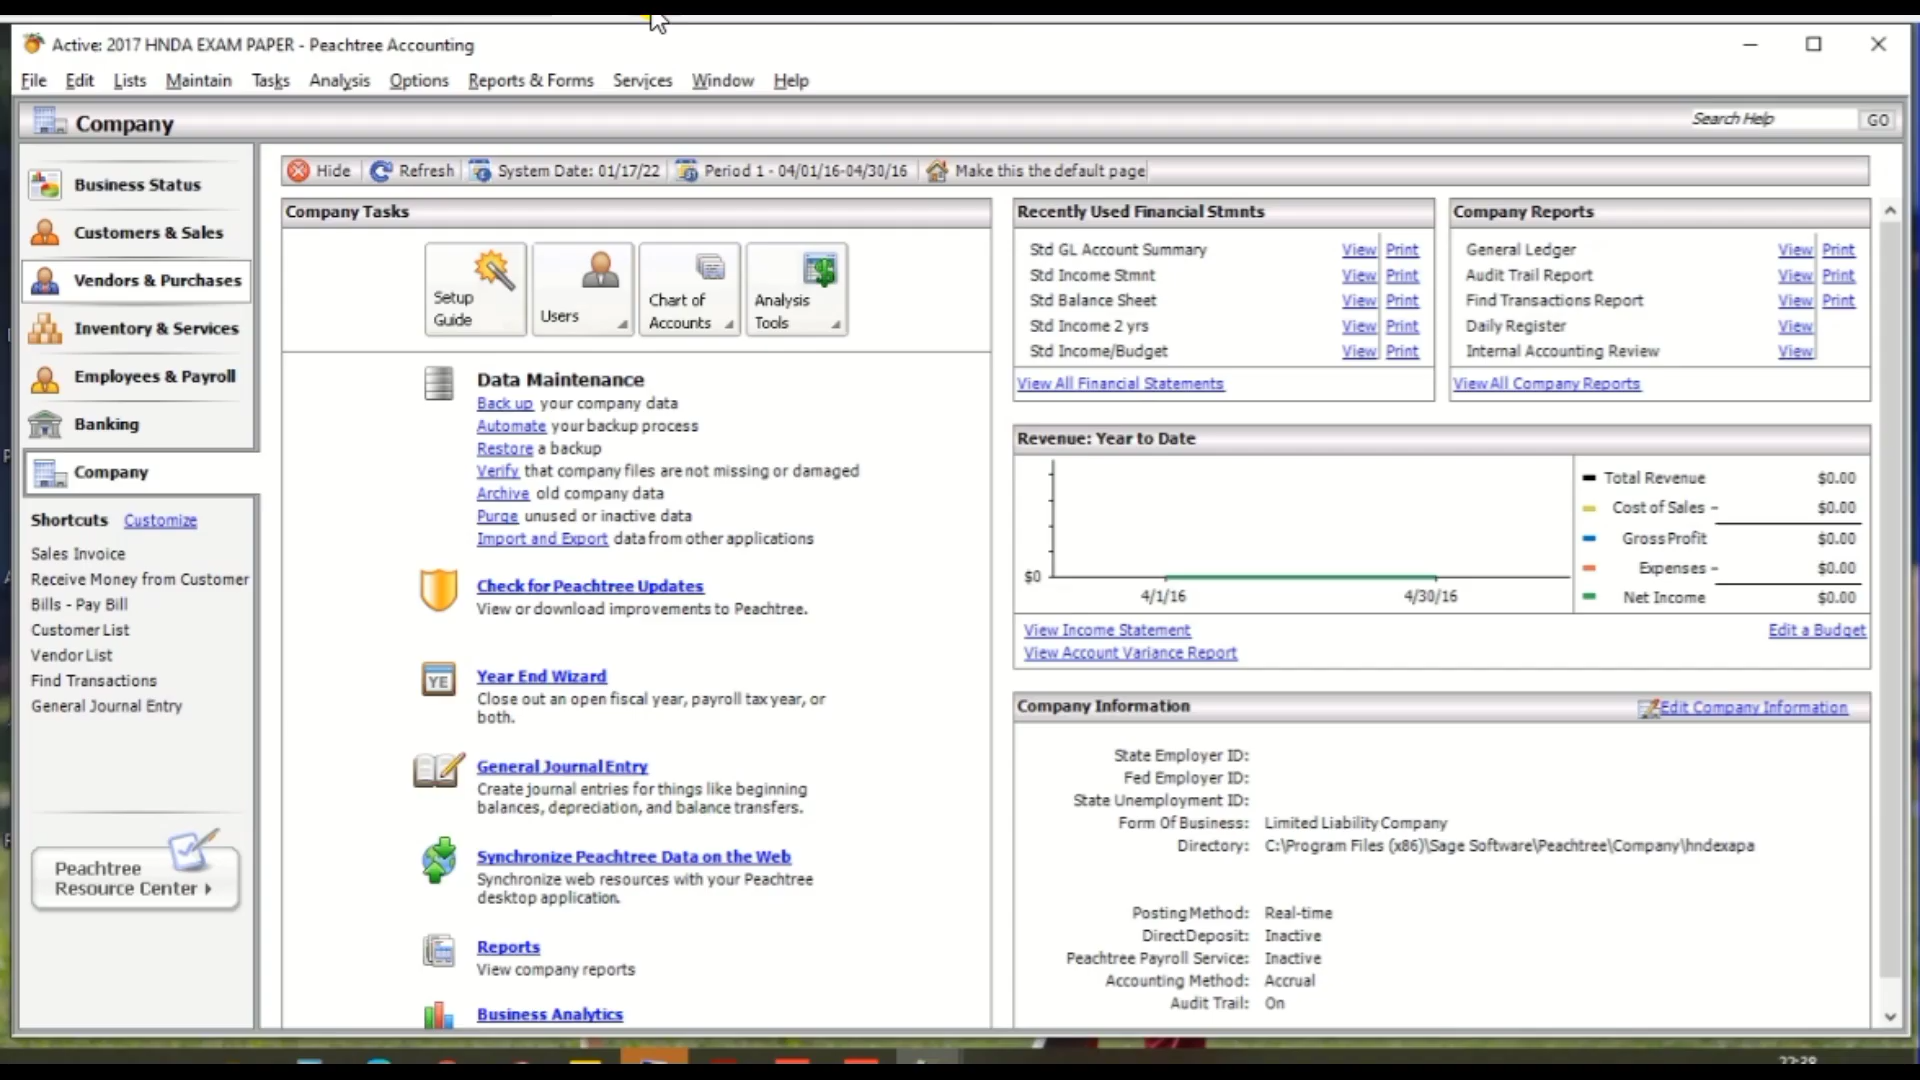 Active: 2017 HNDA EXAM PAPER - Peachtree Accounting
File Edit Lists Maintain Tasks Analysis Options Reports & Forms Services Window Help
Company
Search Help GO
Business Status
Customers & Sales
Vendors & Purchases
Inventory & Services
Employees & Payroll
Banking
Company
Shortcuts Customize
Sales Invoice
Receive Money from Customer
Bills - Pay Bill
Customer List
Vendor List
Find Transactions
General Journal Entry
Peachtree
Resource Center
Hide Refresh System Date: 01/17/22 Period 1 - 04/01/16-04/30/16 Make this the default page
Company Tasks
Setup
Guide
Users
Chart of
Accounts
Analysis
Tools
Data Maintenance
Back up your company data
Automate your backup process
Restore a backup
Verify that company files are not missing or damaged
Archive old company data
Purge unused or inactive data
Import and Export data from other applications
Check for Peachtree Updates
View or download improvements to Peachtree.
YE
Year End Wizard
Close out an open fiscal year, payroll tax year, or
both.
General Journal Entry
Create journal entries for things like beginning
balances, depreciation, and balance transfers.
Synchronize Peachtree Data on the Web
Synchronize web resources with your Peachtree
desktop application.
Reports
View company reports
Business Analytics
Recently Used Financial Stmnts
Std GL Account Summary View Print
Std Income Stmnt View Print
Std Balance Sheet View Print
Std Income 2 yrs View Print
Std Income/Budget View Print
View All Financial Statements
Company Reports
General Ledger View Print
Audit Trail Report View Print
Find Transactions Report View Print
Daily Register View
Internal Accounting Review View
View All Company Reports
Revenue: Year to Date
$0
4/1/16 4/30/16
Total Revenue $0.00
Cost of Sales - $0.00
Gross Profit $0.00
Expenses - $0.00
Net Income $0.00
View Income Statement Edit a Budget
View Account Variance Report
Company Information Edit Company Information
State Employer ID:
Fed Employer ID:
State Unemployment ID:
Form Of Business: Limited Liability Company
Directory: C:\Program Files (x86)\Sage Software\Peachtree\Company\hndexapa
Posting Method: Real-time
Direct Deposit: Inactive
Peachtree Payroll Service: Inactive
Accounting Method: Accrual
Audit Trail: On